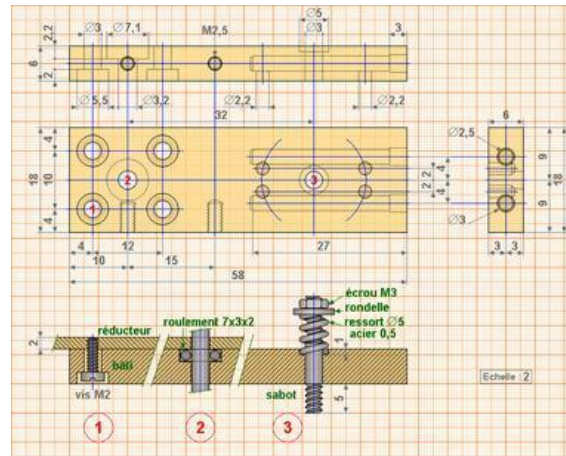 Ø5
Ø3 Ø7,1 M2,5 Ø3 3
2,2
6
2
Ø5,5 Ø3,2 Ø2,2 Ø2,2
32
6
4
10
18
4
2
1
3
2 2
4 4
Ø2,5
9
18
9
Ø3
4 12
27
3 3
10 15
58
écrou M3
rondelle
ressort Ø5
acier 0,5
roulement 7x3x2
réducteur
2
1
bâti
vis M2
sabot
5
Echelle : 2
1 2 3